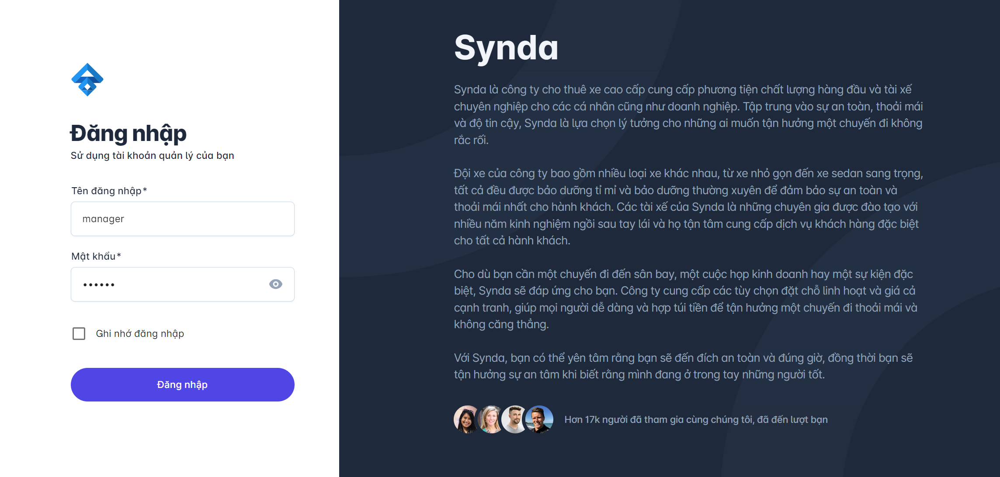 Đăng nhập
Sử dụng tài khoản quản lý của bạn
Tên đăng nhập*
manager
Mật khẩu*
••••••
Ghi nhớ đăng nhập
Đăng nhập
Synda
Synda là công ty cho thuê xe cao cấp cung cấp phương tiện chất lượng hàng đầu và tài xế
chuyên nghiệp cho các cá nhân cũng như doanh nghiệp. Tập trung vào sự an toàn, thoải mái
và độ tin cậy, Synda là lựa chọn lý tưởng cho những ai muốn tận hưởng một chuyến đi không
rắc rối.
Đội xe của công ty bao gồm nhiều loại xe khác nhau, từ xe nhỏ gọn đến xe sedan sang trọng,
tất cả đều được bảo dưỡng tỉ mỉ và bảo dưỡng thường xuyên để đảm bảo sự an toàn và
thoải mái nhất cho hành khách. Các tài xế của Synda là những chuyên gia được đào tạo với
nhiều năm kinh nghiệm ngồi sau tay lái và họ tận tâm cung cấp dịch vụ khách hàng đặc biệt
cho tất cả hành khách.
Cho dù bạn cần một chuyến đi đến sân bay, một cuộc họp kinh doanh hay một sự kiện đặc
biệt, Synda sẽ đáp ứng cho bạn. Công ty cung cấp các tùy chọn đặt chỗ linh hoạt và giá cả
cạnh tranh, giúp mọi người dễ dàng và hợp túi tiền để tận hưởng một chuyến đi thoải mái và
không căng thẳng.
Với Synda, bạn có thể yên tâm rằng bạn sẽ đến đích an toàn và đúng giờ, đồng thời bạn sẽ
tận hưởng sự an tâm khi biết rằng mình đang ở trong tay những người tốt.
Hơn 17k người đã tham gia cùng chúng tôi, đã đến lượt bạn